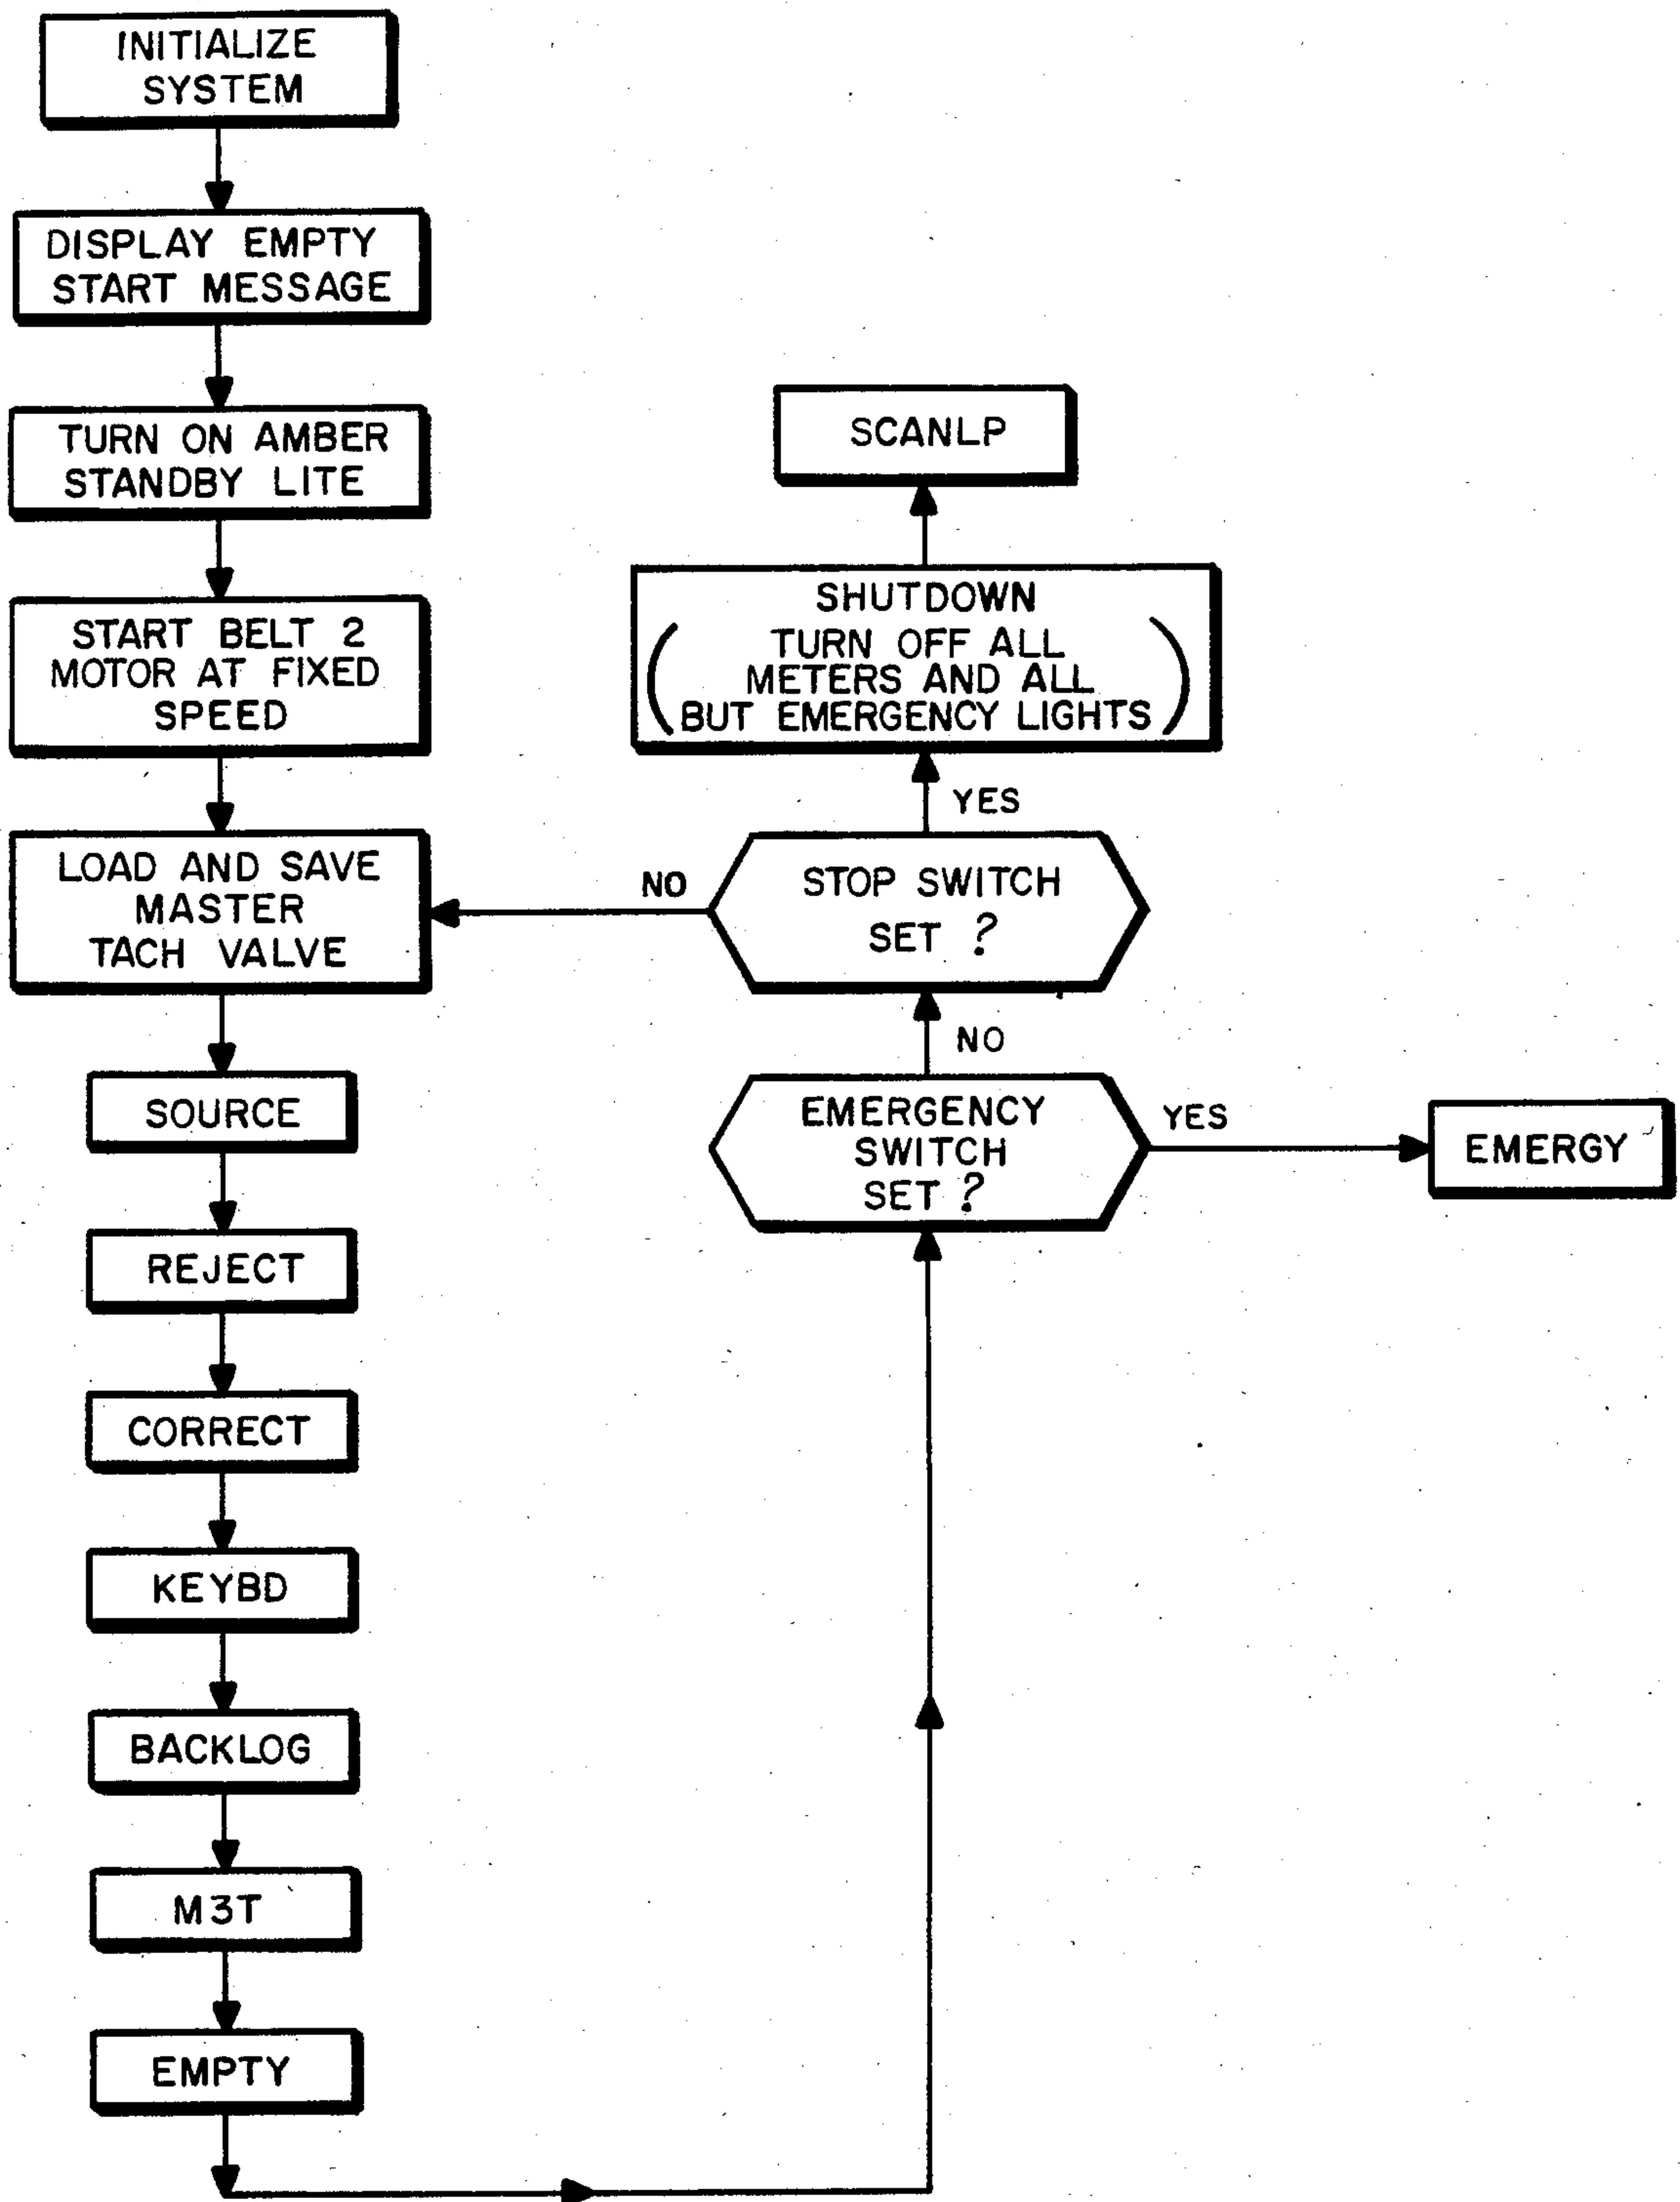 INITIALIZE
SYSTEM
DISPLAY EMPTY
START MESSAGE
TURN ON AMBER
STANDBY LITE
START BELT 2
MOTOR AT FIXED
SPEED
LOAD AND SAVE
MASTER
TACH VALVE
SOURCE
REJECT
CORRECT
KEYBD
BACKLOG
M3T
EMPTY
SCANLP
SHUTDOWN
(TURN OFF ALL
METERS AND ALL
BUT EMERGENCY LIGHTS)
YES
STOP SWITCH
SET ?
NO
NO
EMERGENCY
SWITCH
SET ?
YES
EMERGY